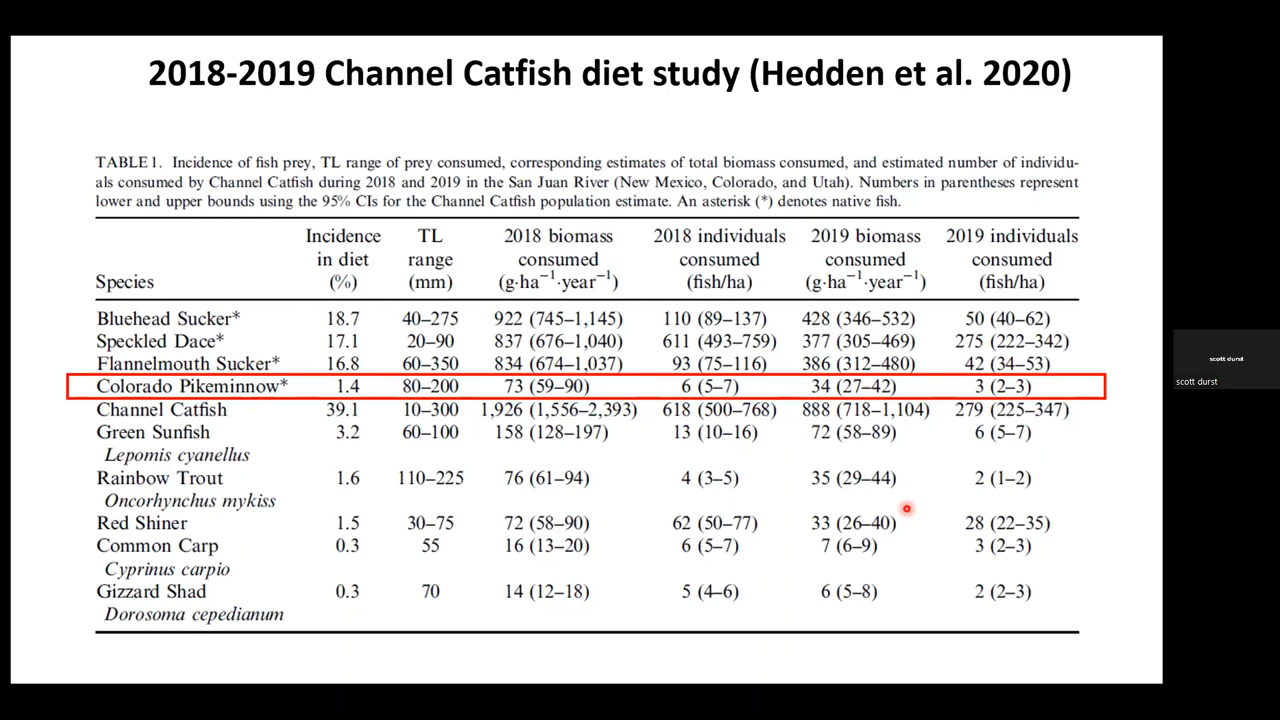 2018-2019 Channel Catfish diet study (Hedden et al. 2020)
TABLE 1. Incidence of fish prey, TL range of prey consumed, corresponding estimates of total biomass consumed, and estimated number of individu-
als consumed by Channel Catfish during 2018 and 2019 in the San Juan River (New Mexico, Colorado, and Utah). Numbers in parentheses represent
lower and upper bounds using the 95% CIs for the Channel Catfish population estimate. An asterisk (*) denotes native fish.
Incidence TL 2018 biomass 2018 individuals 2019 biomass 2019 individuals
in diet range consumed consumed consumed consumed
Species (%) (mm) (g·ha⁻¹·year⁻¹) (fish/ha) (g·ha⁻¹·year⁻¹) (fish/ha)
Bluehead Sucker* 18.7 40–275 922 (745–1,145) 110 (89–137) 428 (346–532) 50 (40–62)
Speckled Dace* 17.1 20–90 837 (676–1,040) 611 (493–759) 377 (305–469) 275 (222–342)
Flannelmouth Sucker* 16.8 60–350 834 (674–1,037) 93 (75–116) 386 (312–480) 42 (34–53)
Colorado Pikeminnow* 1.4 80–200 73 (59–90) 6 (5–7) 34 (27–42) 3 (2–3)
Channel Catfish 39.1 10–300 1,926 (1,556–2,393) 618 (500–768) 888 (718–1,104) 279 (225–347)
Green Sunfish 3.2 60–100 158 (128–197) 13 (10–16) 72 (58–89) 6 (5–7)
Lepomis cyanellus
Rainbow Trout 1.6 110–225 76 (61–94) 4 (3–5) 35 (29–44) 2 (1–2)
Oncorhynchus mykiss
Red Shiner 1.5 30–75 72 (58–90) 62 (50–77) 33 (26–40) 28 (22–35)
Common Carp 0.3 55 16 (13–20) 6 (5–7) 7 (6–9) 3 (2–3)
Cyprinus carpio
Gizzard Shad 0.3 70 14 (12–18) 5 (4–6) 6 (5–8) 2 (2–3)
Dorosoma cepedianum
scott durst
scott durst